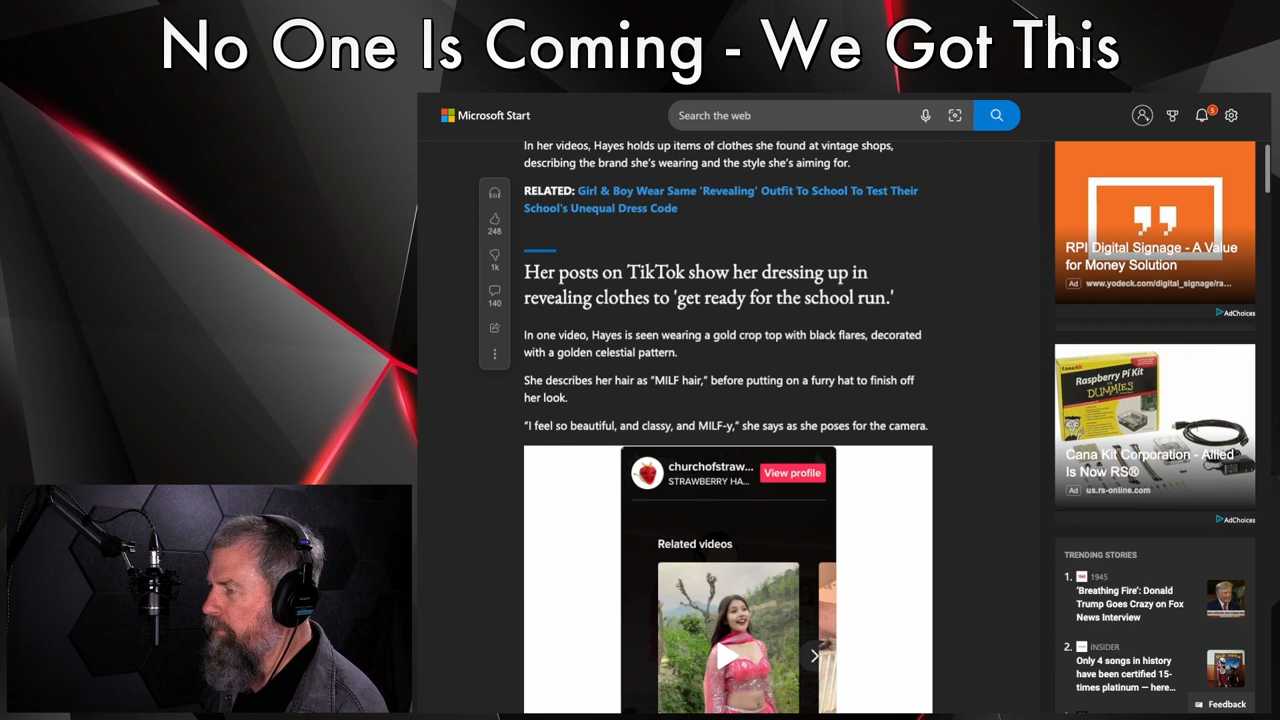 No One Is Coming - We Got This
Microsoft Start
Search the web
5
In her videos, Hayes holds up items of clothes she found at vintage shops,
describing the brand she's wearing and the style she's aiming for.
RELATED: Girl & Boy Wear Same 'Revealing' Outfit To School To Test Their
School's Unequal Dress Code
248
1k
140
Her posts on TikTok show her dressing up in
revealing clothes to 'get ready for the school run.'
In one video, Hayes is seen wearing a gold crop top with black flares, decorated
with a golden celestial pattern.
She describes her hair as “MILF hair,” before putting on a furry hat to finish off
her look.
“I feel so beautiful, and classy, and MILF-y,” she says as she poses for the camera.
churchofstraw...
STRAWBERRY HA...
View profile
Related videos
RPI Digital Signage - A Value
for Money Solution
Ad www.yodeck.com/digital_signage/ra...
AdChoices
CanaKit
Raspberry Pi Kit
FOR
DUMMIES
Cana Kit Corporation - Allied
Is Now RS®
Ad us.rs-online.com
AdChoices
TRENDING STORIES
1. 1945
'Breathing Fire': Donald
Trump Goes Crazy on Fox
News Interview
2. INSIDER
Only 4 songs in history
have been certified 15-
times platinum — here...
Feedback